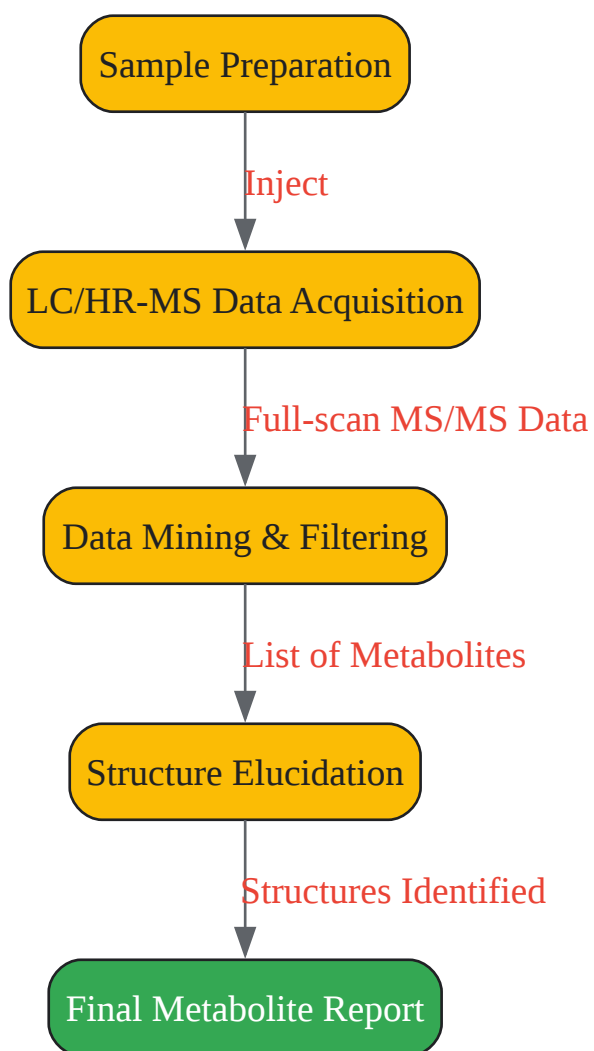 Sample Preparation
Inject
LC/HR-MS Data Acquisition
Full-scan MS/MS Data
Data Mining & Filtering
List of Metabolites
Structure Elucidation
Structures Identified
Final Metabolite Report